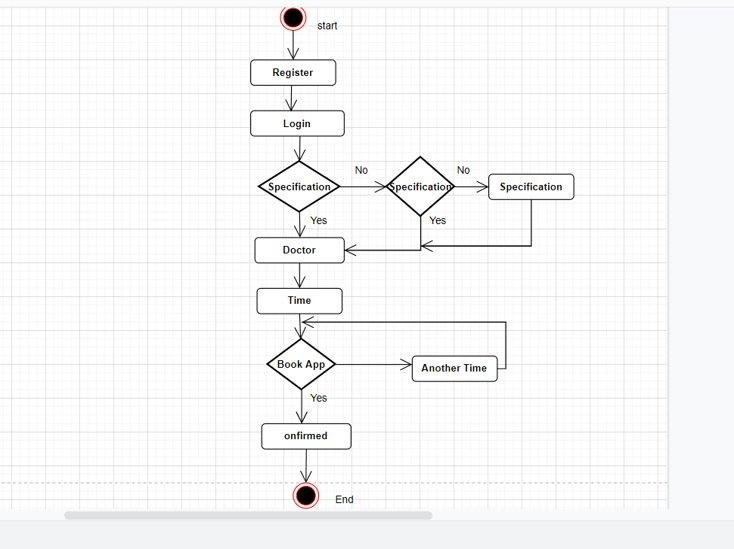 start
Register
Login
No
No
Specification
Specification
Specification
Yes
Yes
Doctor
Time
Book App
Another Time
Yes
onfirmed
End